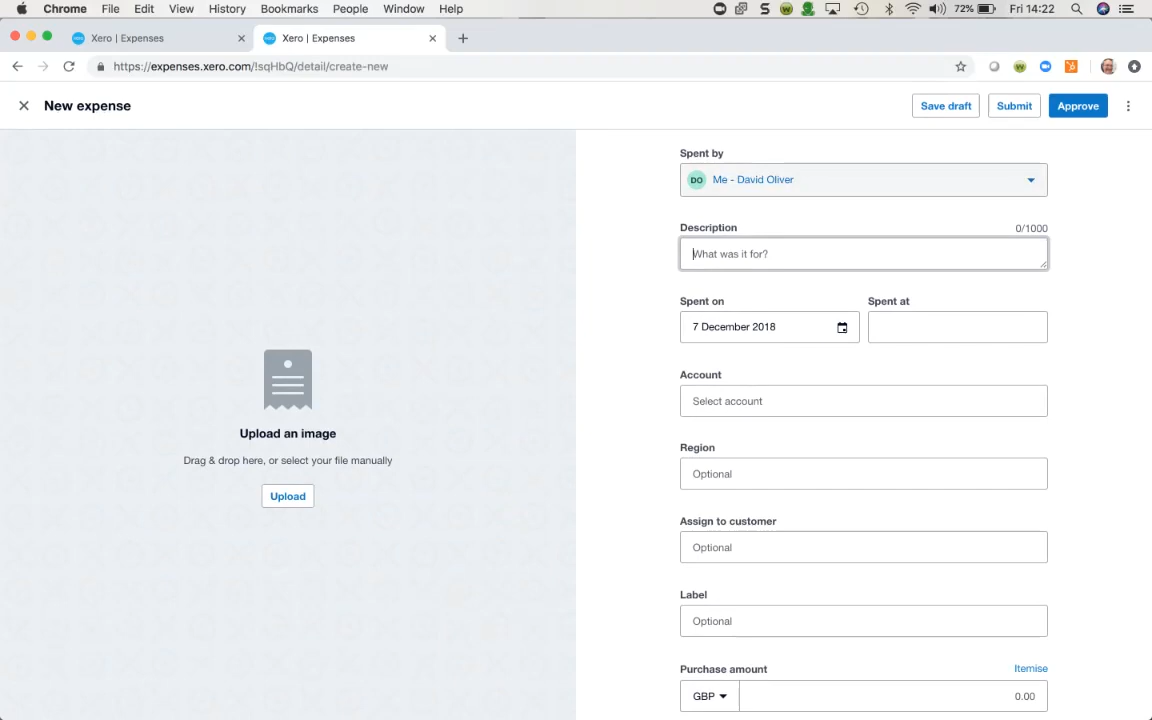 Chrome File Edit View History Bookmarks People Window Help 72% Fri 14:22
Xero | Expenses Xero | Expenses
https://expenses.xero.com/!sqHbQ/detail/create-new
New expense Save draft Submit Approve
Spent by
DO Me - David Oliver
Description 0/1000
What was it for?
Spent on Spent at
7 December 2018
Account
Select account
Region
Optional
Assign to customer
Optional
Label
Optional
Purchase amount Itemise
GBP 0.00
Upload an image
Drag & drop here, or select your file manually
Upload